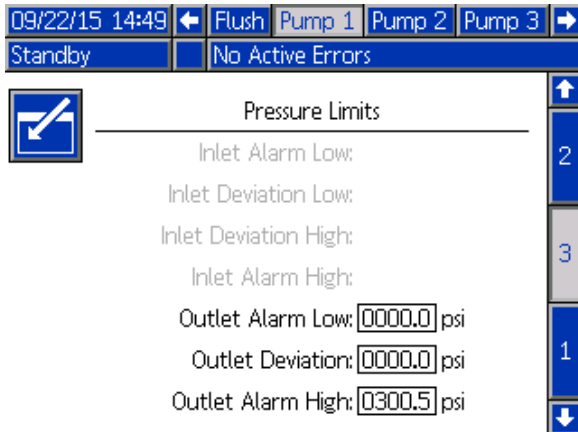 09/22/15 14:49 Flush Pump 1 Pump 2 Pump 3
Standby No Active Errors
Pressure Limits
Inlet Alarm Low:
2
Inlet Deviation Low:
Inlet Deviation High:
3
Inlet Alarm High:
Outlet Alarm Low: 0000.0 psi
Outlet Deviation: 0000.0 psi
1
Outlet Alarm High: 0300.5 psi